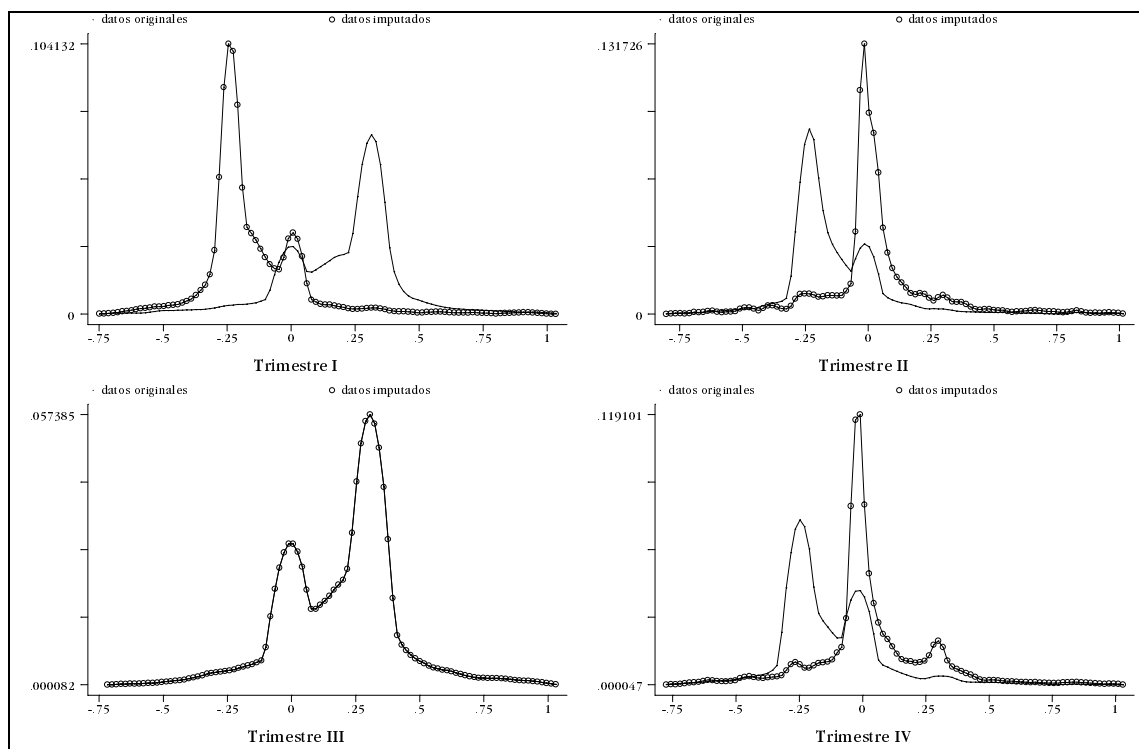 · datos originales o datos imputados
.104132
0
-.75 -.5 -.25 0 .25 .5 .75 1
Trimestre I
· datos originales o datos imputados
.131726
0
-.75 -.5 -.25 0 .25 .5 .75 1
Trimestre II
· datos originales o datos imputados
.057385
.000082
-.75 -.5 -.25 0 .25 .5 .75 1
Trimestre III
· datos originales o datos imputados
.119101
.000047
-.75 -.5 -.25 0 .25 .5 .75 1
Trimestre IV